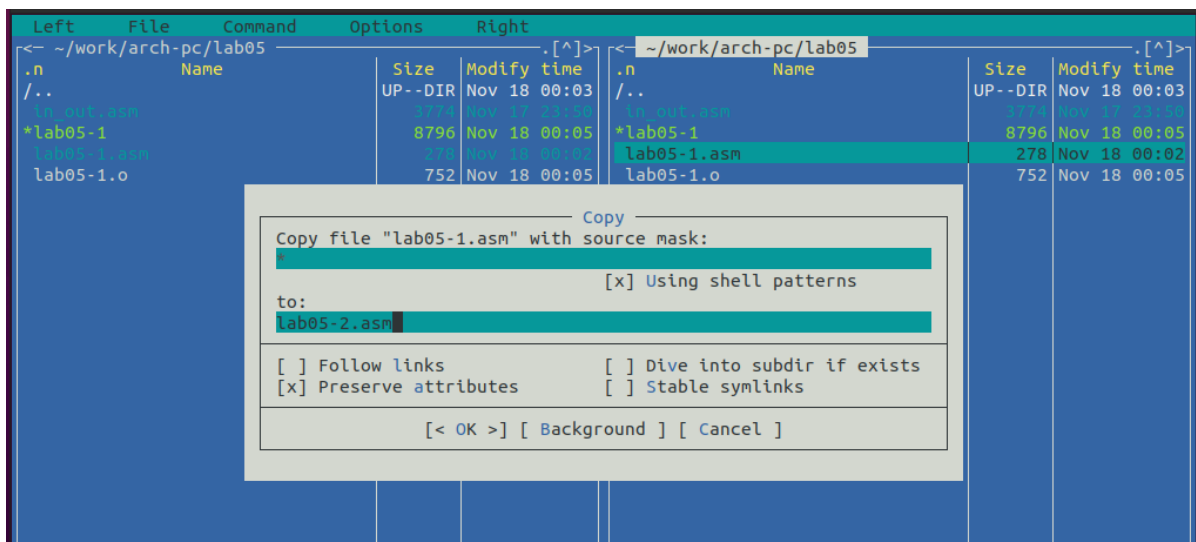 Left File Command Options Right
<─ ~/work/arch-pc/lab05 ─.[^]>
.n Name Size Modify time
/.. UP--DIR Nov 18 00:03
in_out.asm 3774 Nov 17 23:50
*lab05-1 8796 Nov 18 00:05
lab05-1.asm 278 Nov 18 00:02
lab05-1.o 752 Nov 18 00:05
<─ ~/work/arch-pc/lab05 ─.[^]>
.n Name Size Modify time
/.. UP--DIR Nov 18 00:03
in_out.asm 3774 Nov 17 23:50
*lab05-1 8796 Nov 18 00:05
lab05-1.asm 278 Nov 18 00:02
lab05-1.o 752 Nov 18 00:05
Copy
Copy file "lab05-1.asm" with source mask:
*
[x] Using shell patterns
to:
lab05-2.asm
[ ] Follow links [ ] Dive into subdir if exists
[x] Preserve attributes [ ] Stable symlinks
[< OK >] [ Background ] [ Cancel ]